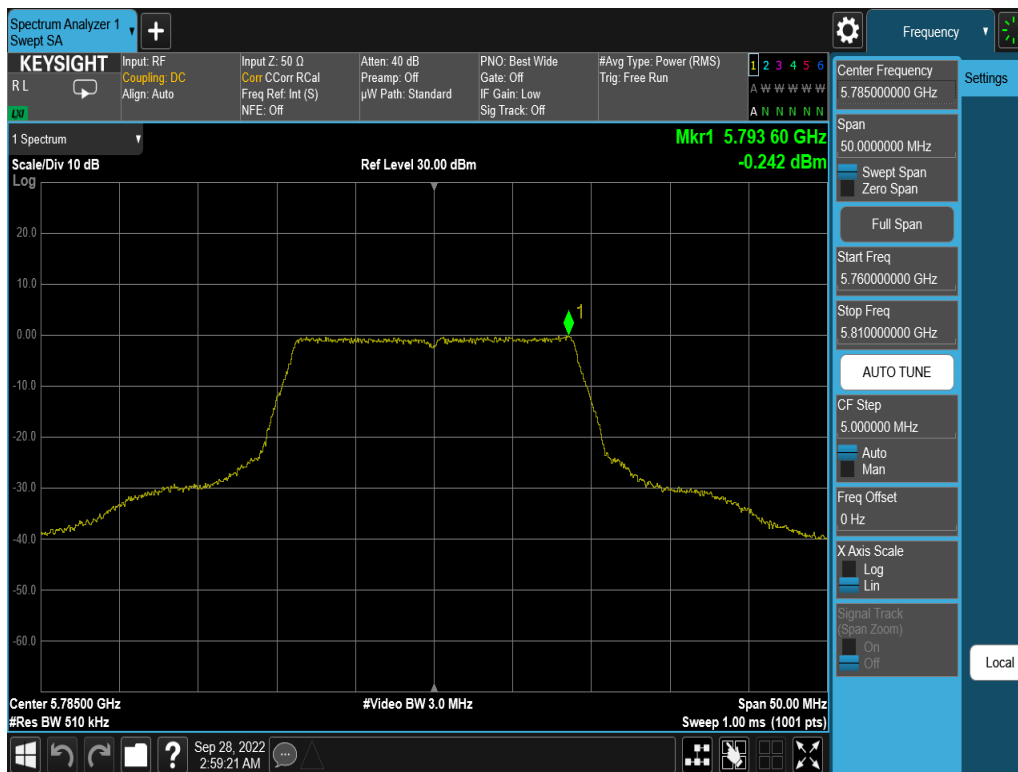 Spectrum Analyzer 1
Swept SA
+
Frequency
KEYSIGHT
R L
LXI
Input: RF
Coupling: DC
Align: Auto
Input Z: 50 Ω
Corr CCorr RCal
Freq Ref: Int (S)
NFE: Off
Atten: 40 dB
Preamp: Off
µW Path: Standard
PNO: Best Wide
Gate: Off
IF Gain: Low
Sig Track: Off
#Avg Type: Power (RMS)
Trig: Free Run
1 2 3 4 5 6
A W W W W W
A N N N N N
1 Spectrum
Scale/Div 10 dB
Ref Level 30.00 dBm
Mkr1 5.793 60 GHz
-0.242 dBm
Log
20.0
10.0
0.00
-10.0
-20.0
-30.0
-40.0
-50.0
-60.0
1
Center 5.78500 GHz
#Video BW 3.0 MHz
Span 50.00 MHz
#Res BW 510 kHz
Sweep 1.00 ms (1001 pts)
Center Frequency
5.785000000 GHz
Settings
Span
50.0000000 MHz
Swept Span
Zero Span
Full Span
Start Freq
5.760000000 GHz
Stop Freq
5.810000000 GHz
AUTO TUNE
CF Step
5.000000 MHz
Auto
Man
Freq Offset
0 Hz
X Axis Scale
Log
Lin
Signal Track
(Span Zoom)
On
Off
Local
?
Sep 28, 2022
2:59:21 AM